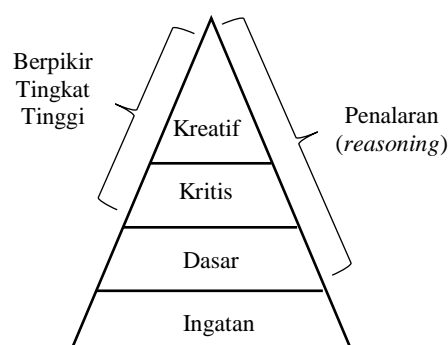 Berpikir
Tingkat
Tinggi
Penalaran
(reasoning)
Kreatif
Kritis
Dasar
Ingatan